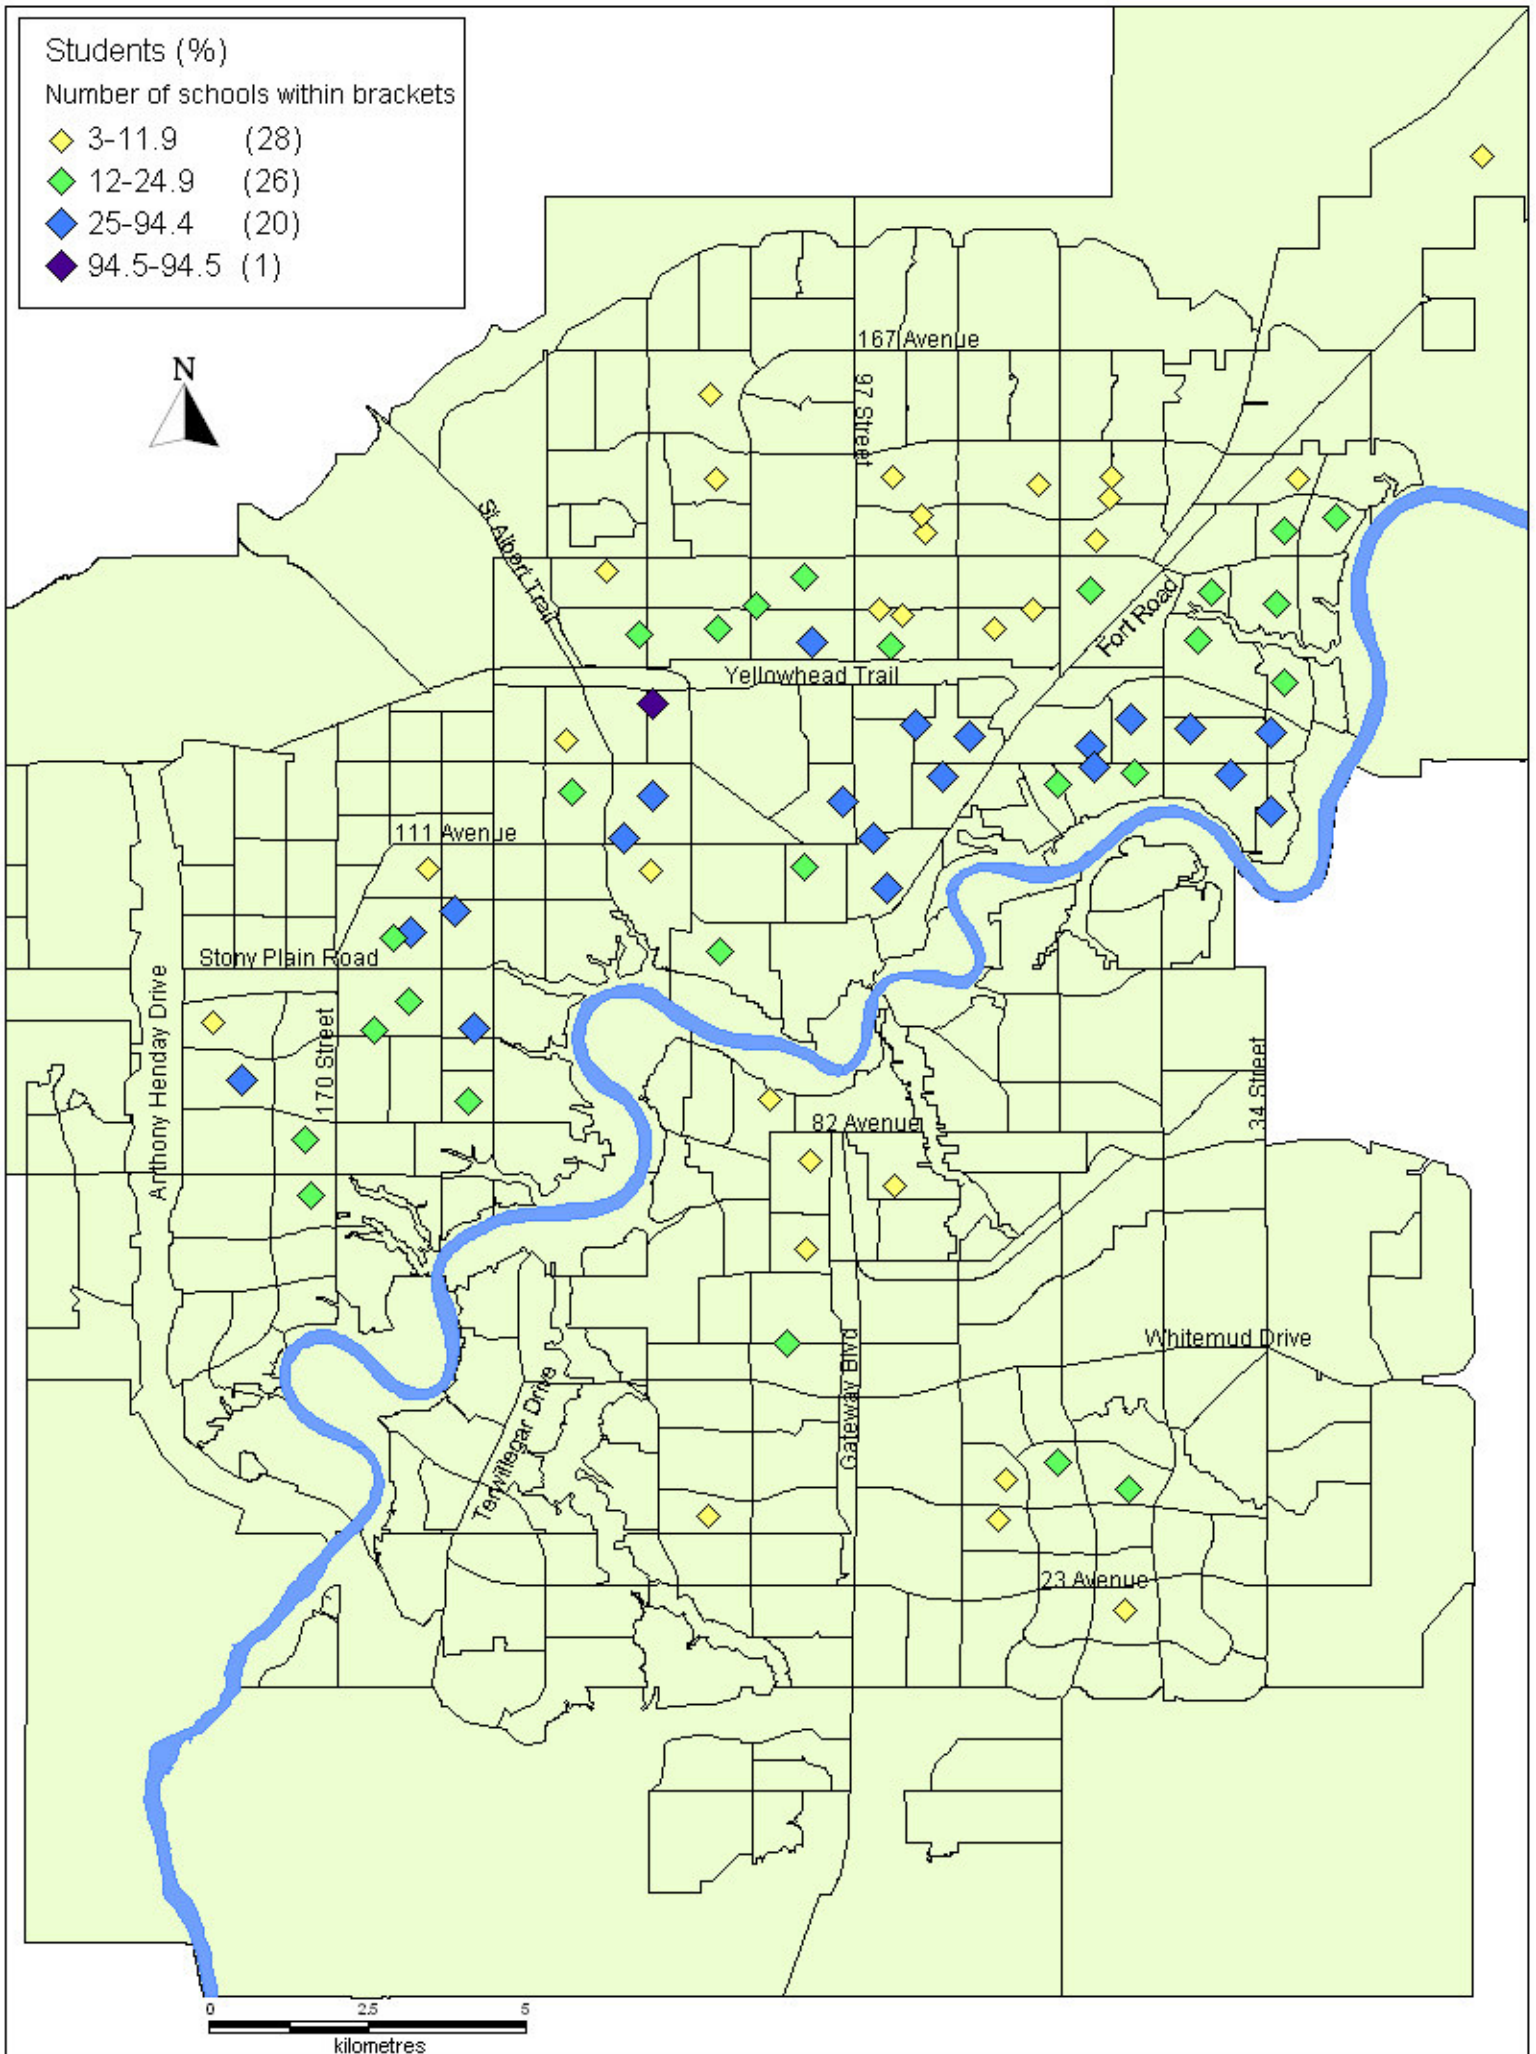 Students (%)
Number of schools within brackets
3-11.9 (28)
12-24.9 (26)
25-94.4 (20)
94.5-94.5 (1)
N
167 Avenue
97 Street
St Albert Trail
Fort Road
Yellowhead Trail
111 Avenue
Stony Plain Road
Anthony Henday Drive
170 Street
34 Street
82 Avenue
Whitemud Drive
Gateway Blvd
Terwillegar Drive
23 Avenue
0 2.5 5
kilometres